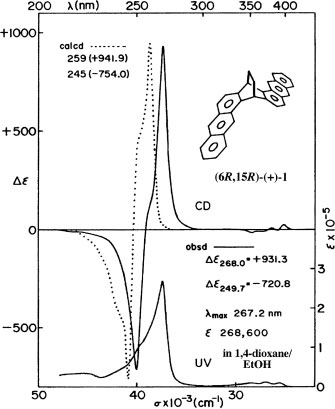 200 λ(nm) 250 300 350 400
+1000
calcd ............
259 (+941.9)
245 (-754.0)
+500
(6R,15R)-(+)-1
Δε
CD
0
ε×10⁻⁵
obsd
Δε268.0* +931.3
Δε249.7* -720.8
3
λmax 267.2 nm
2
ε 268,600
-500
1
UV in 1,4-dioxane/
EtOH
0
50 40 σ×10⁻³(cm⁻¹) 30